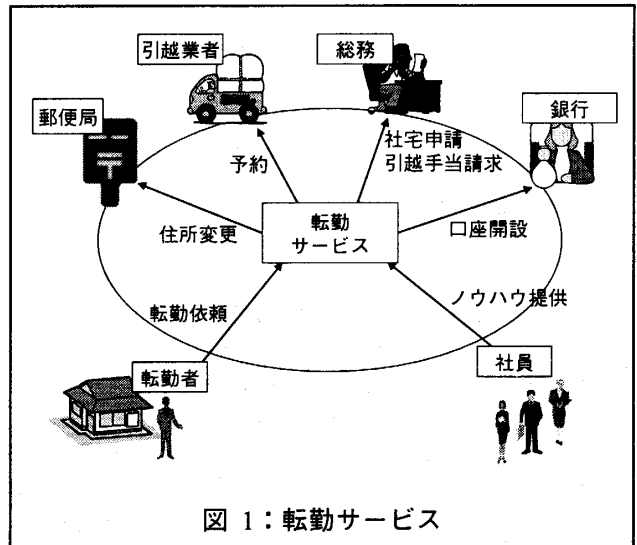 引越業者
総務
郵便局
銀行
予約
社宅申請
引越手当請求
住所変更
転勤
サービス
口座開設
転勤依頼
ノウハウ提供
転勤者
社員
図 1：転勤サービス